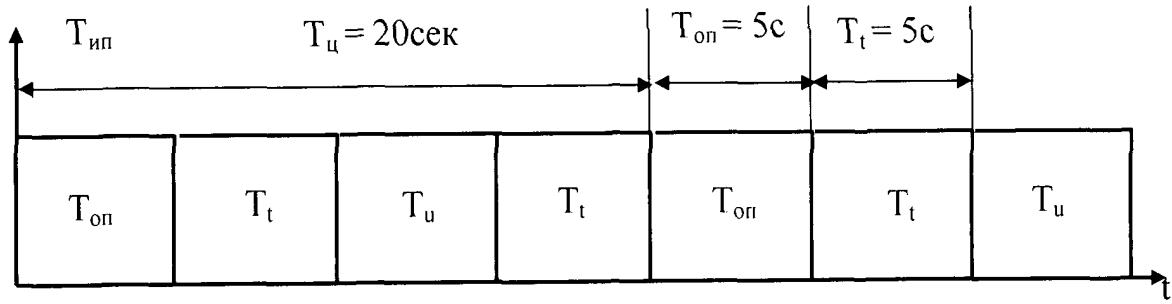 Tип Tц = 20сек Tоп = 5с Tt = 5с
Tоп Tt Tu Tt Tоп Tt Tu
t